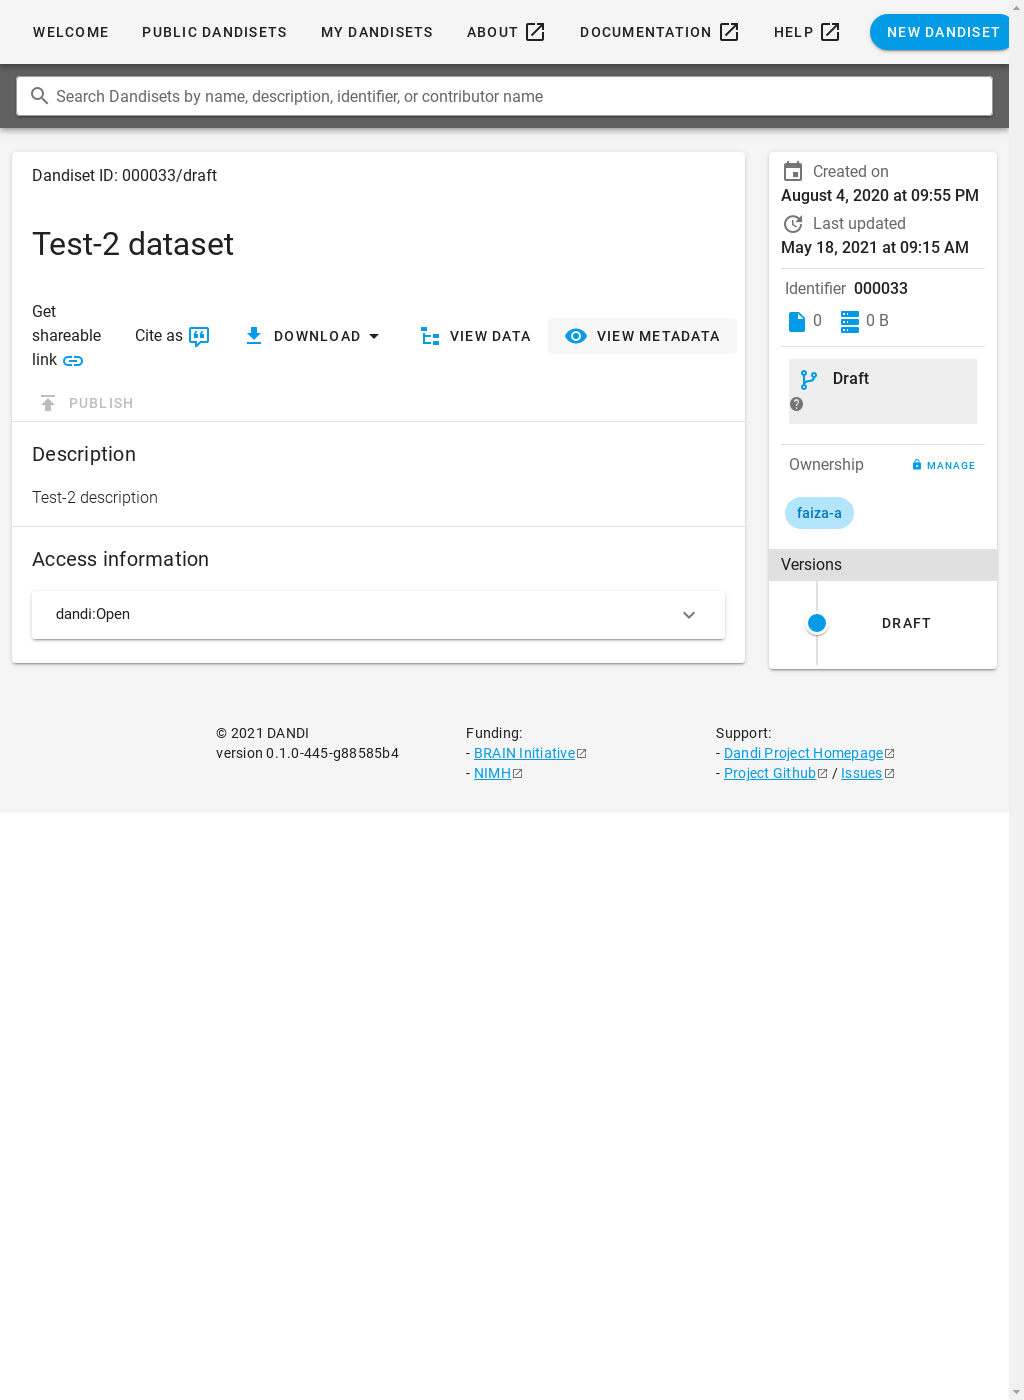 WELCOME PUBLIC DANDISETS MY DANDISETS ABOUT DOCUMENTATION HELP NEW DANDISET
Search Dandisets by name, description, identifier, or contributor name
Dandiset ID: 000033/draft
Test-2 dataset
Get
shareable
link
Cite as
DOWNLOAD
VIEW DATA
VIEW METADATA
PUBLISH
Description
Test-2 description
Access information
dandi:Open
Created on
August 4, 2020 at 09:55 PM
Last updated
May 18, 2021 at 09:15 AM
Identifier 000033
0 0 B
Draft
Ownership MANAGE
faiza-a
Versions
DRAFT
© 2021 DANDI
version 0.1.0-445-g88585b4
Funding:
- BRAIN Initiative
- NIMH
Support:
- Dandi Project Homepage
- Project Github / Issues